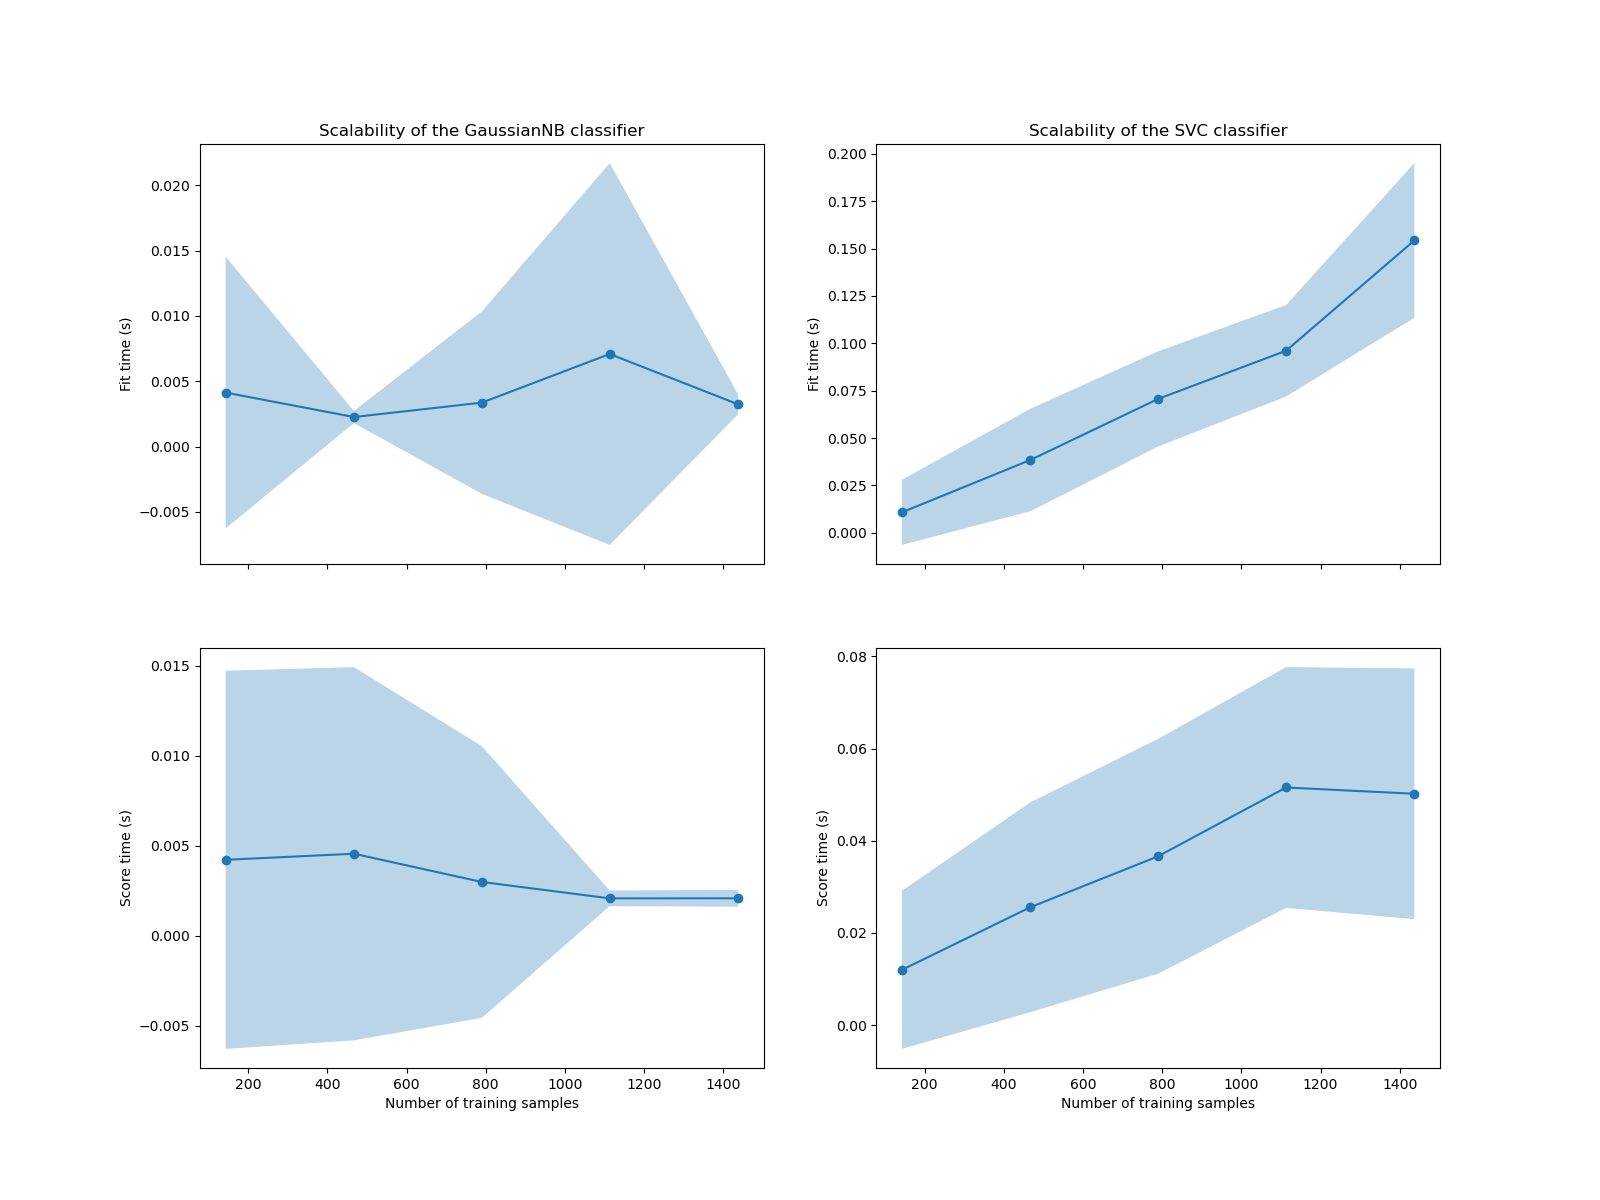 Scalability of the GaussianNB classifier
Fit time (s)
0.020
0.015
0.010
0.005
0.000
−0.005
Scalability of the SVC classifier
Fit time (s)
0.200
0.175
0.150
0.125
0.100
0.075
0.050
0.025
0.000
Score time (s)
0.015
0.010
0.005
0.000
−0.005
200 400 600 800 1000 1200 1400
Number of training samples
Score time (s)
0.08
0.06
0.04
0.02
0.00
200 400 600 800 1000 1200 1400
Number of training samples